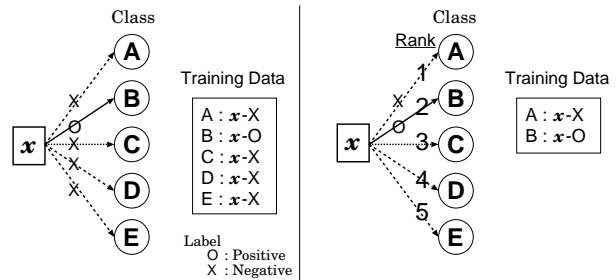 Class
A
B
C
D
E
x
X
O
X
X
X
Training Data
A : x-X
B : x-O
C : x-X
D : x-X
E : x-X
Label
O : Positive
X : Negative
Class
Rank
A
B
C
D
E
x
1
2
3
4
5
X
O
Training Data
A : x-X
B : x-O